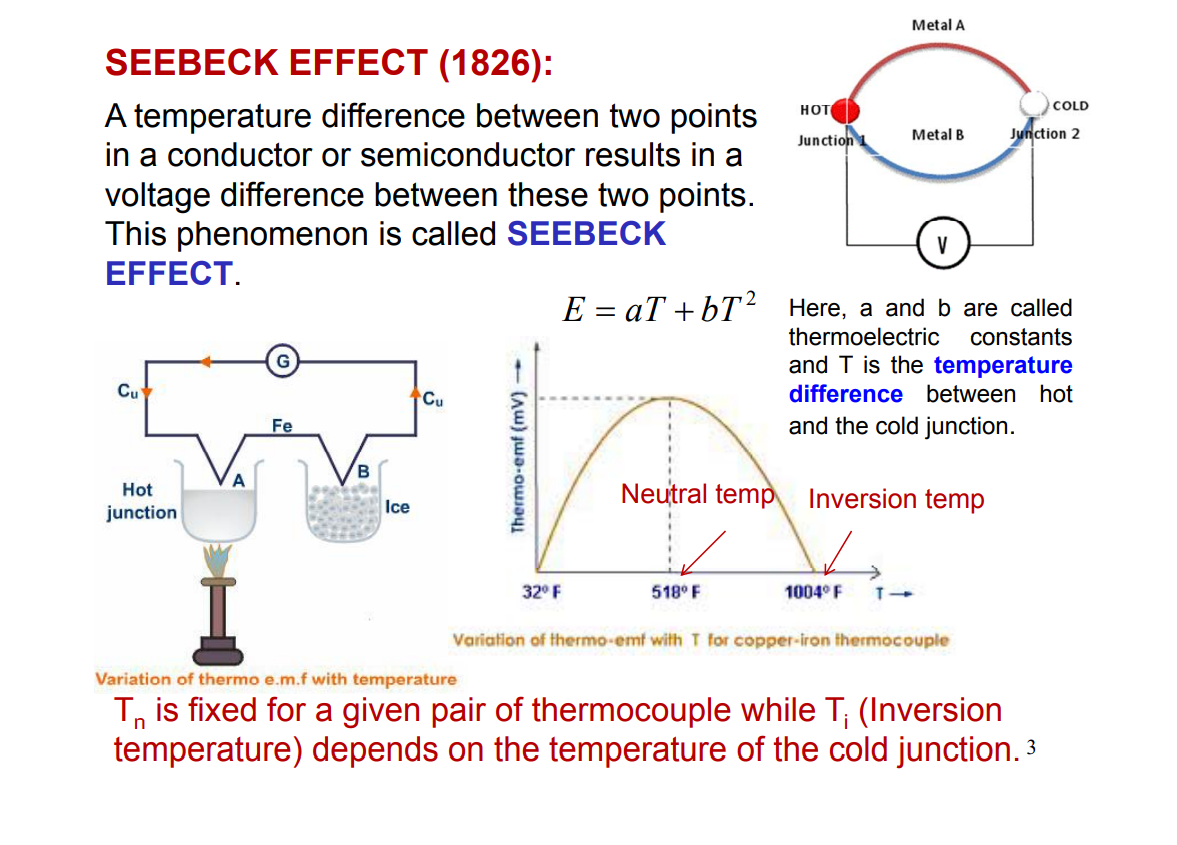 SEEBECK EFFECT (1826):
A temperature difference between two points
in a conductor or semiconductor results in a
voltage difference between these two points.
This phenomenon is called SEEBECK
EFFECT.
Metal A
HOT
COLD
Junction 1
Metal B
Junction 2
V
E = aT + bT²
Here, a and b are called
thermoelectric constants
and T is the temperature
difference between hot
and the cold junction.
G
Cu
Cu
Fe
A
B
Hot
junction
Ice
Variation of thermo e.m.f with temperature
Thermo-emf (mV) →
Neutral temp
Inversion temp
32° F
518° F
1004° F
T →
Variation of thermo-emf with T for copper-iron thermocouple
Tn is fixed for a given pair of thermocouple while Ti (Inversion
temperature) depends on the temperature of the cold junction.
3